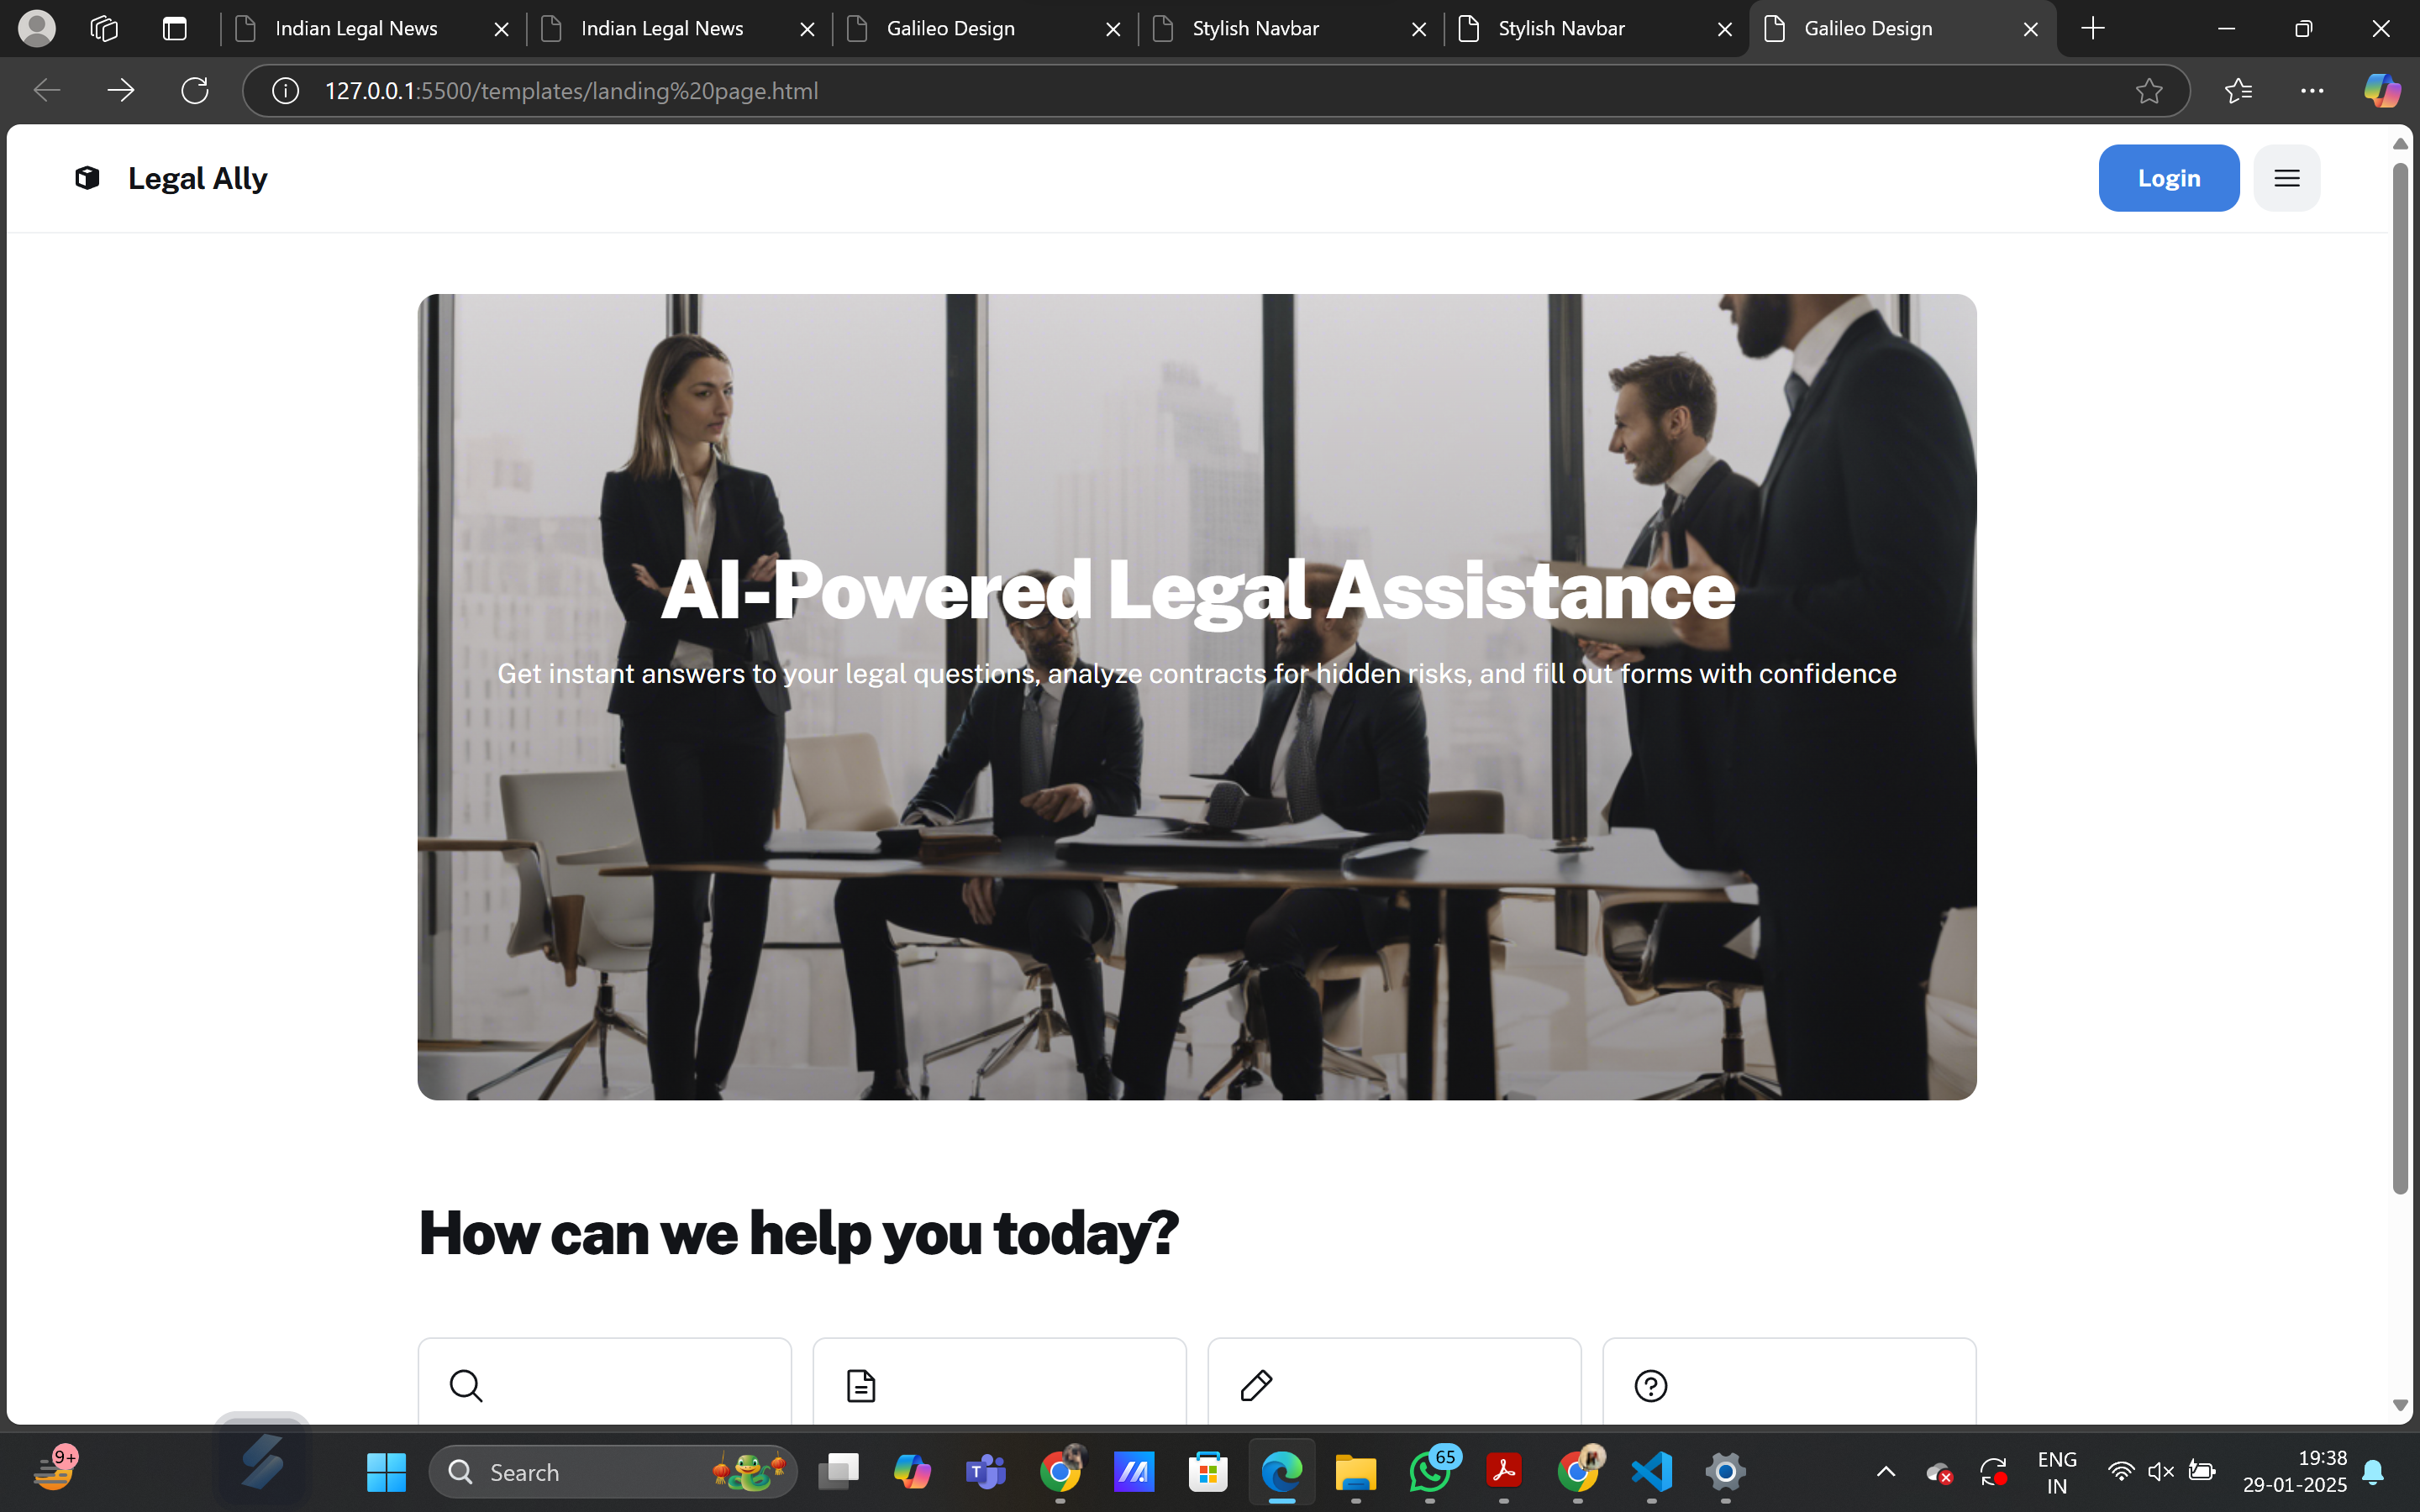 Indian Legal News
Indian Legal News
Galileo Design
Stylish Navbar
Stylish Navbar
Galileo Design
127.0.0.1:5500/templates/landing%20page.html
Legal Ally
Login
AI-Powered Legal Assistance
Get instant answers to your legal questions, analyze contracts for hidden risks, and fill out forms with confidence
How can we help you today?
9+
Search
65
ENG
IN
19:38
29-01-2025